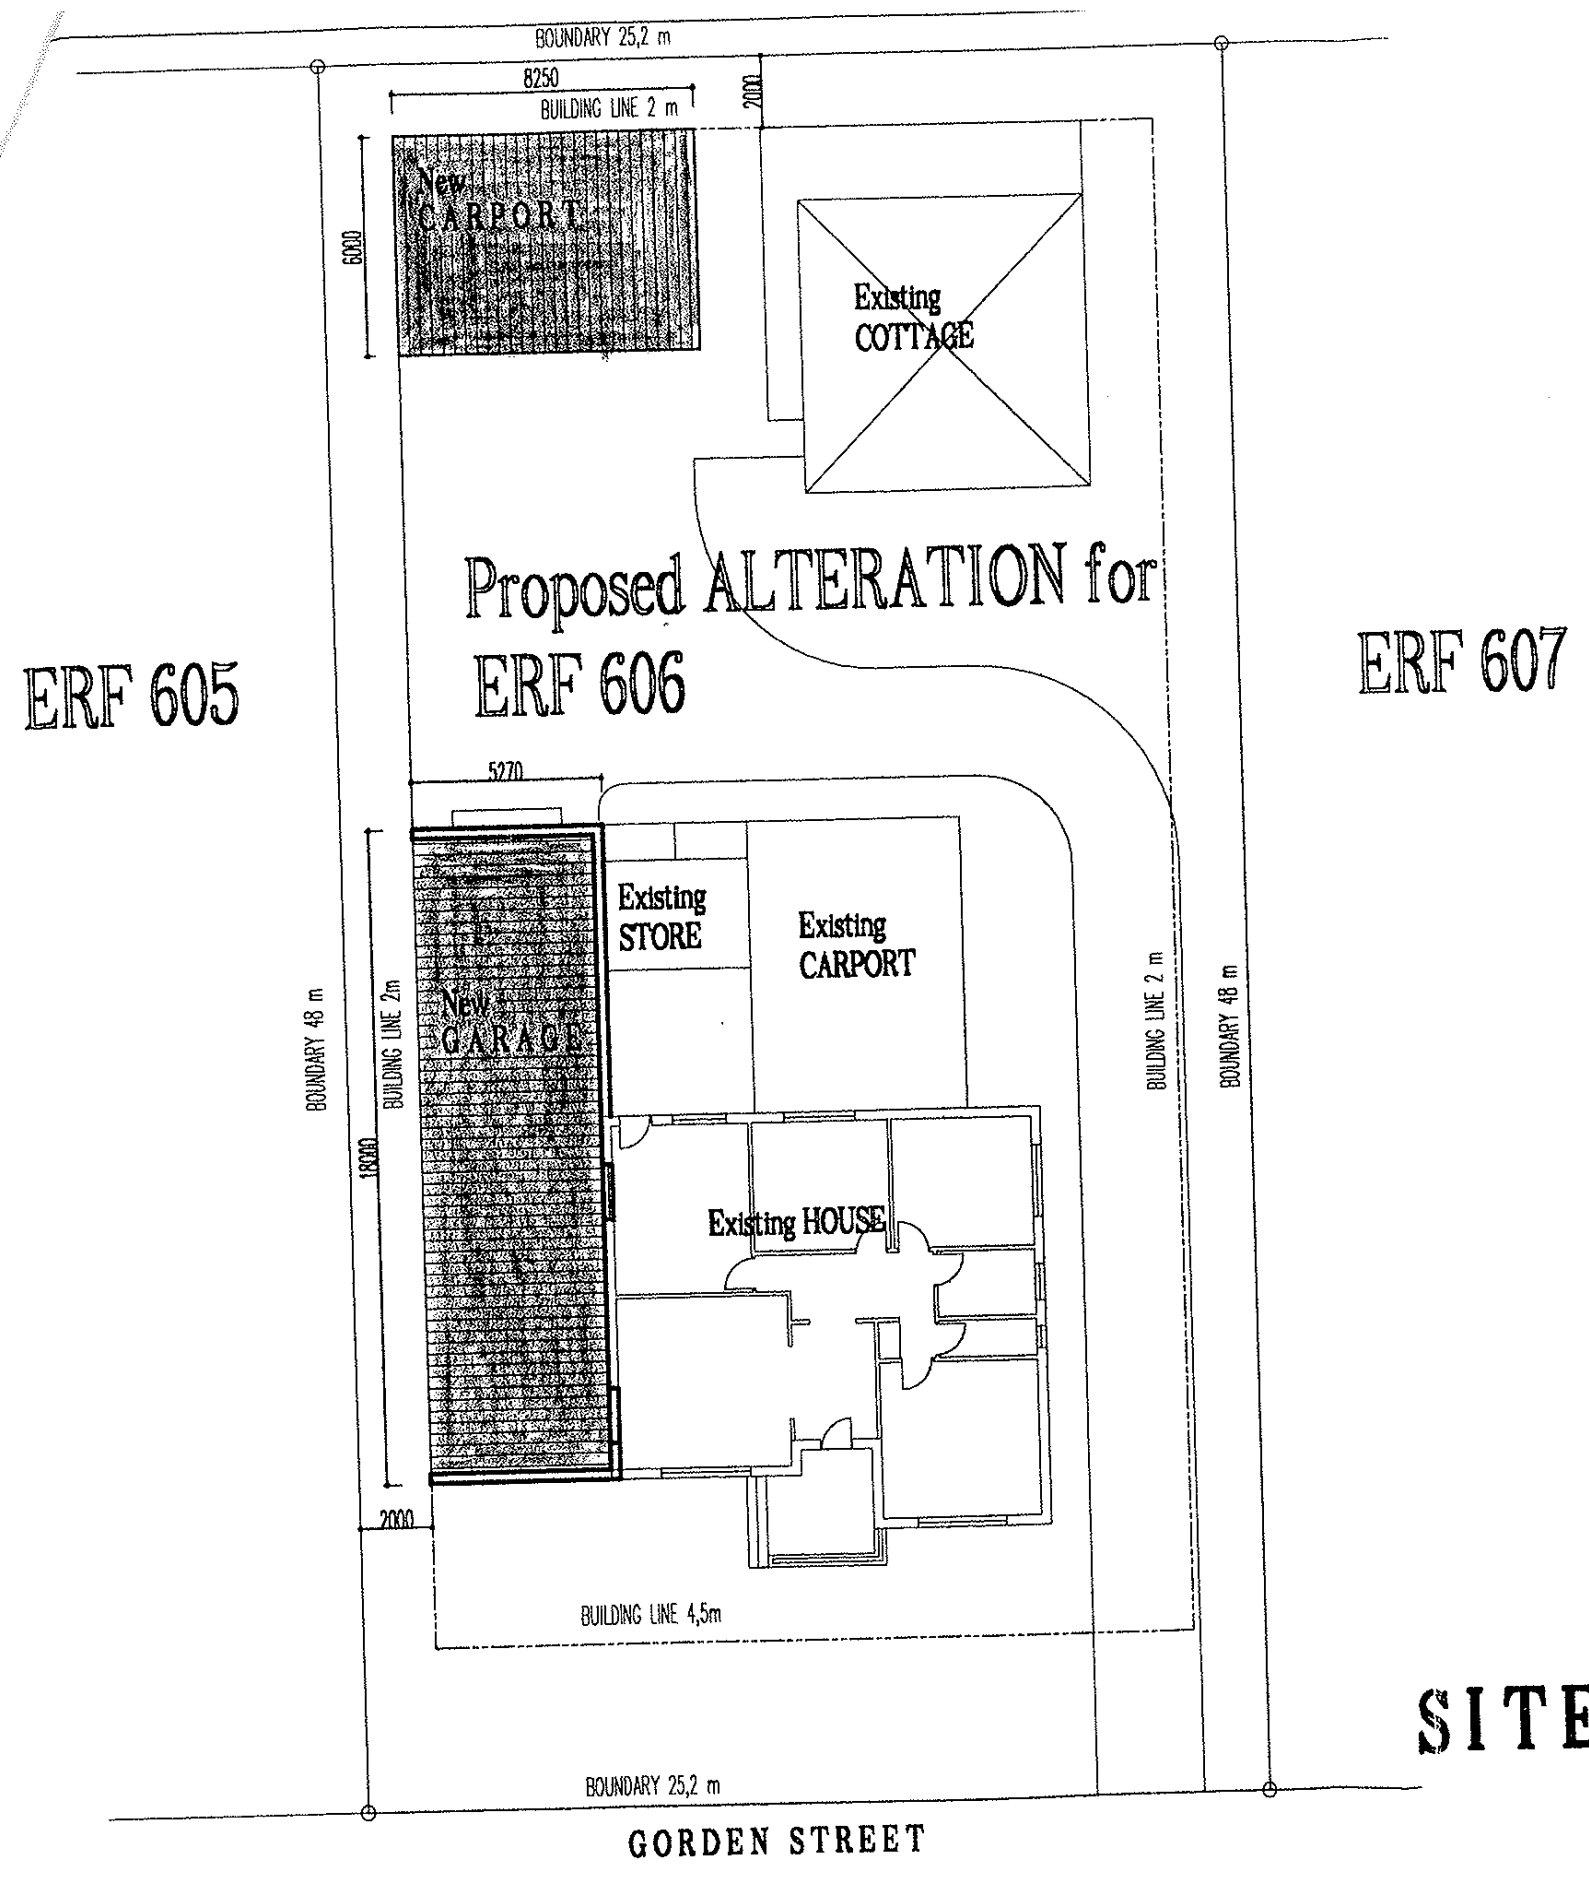 BOUNDARY 25,2 m
8250
BUILDING LINE 2 m
2000
New
CARPORT
6000
Existing
COTTAGE
Proposed ALTERATION for
ERF 605
ERF 606
ERF 607
5270
Existing
STORE
Existing
CARPORT
New
GARAGE
BOUNDARY 48 m
BUILDING LINE 2m
BUILDING LINE 2 m
BOUNDARY 48 m
18000
Existing HOUSE
2000
BUILDING LINE 4,5m
SITE
BOUNDARY 25,2 m
GORDEN STREET